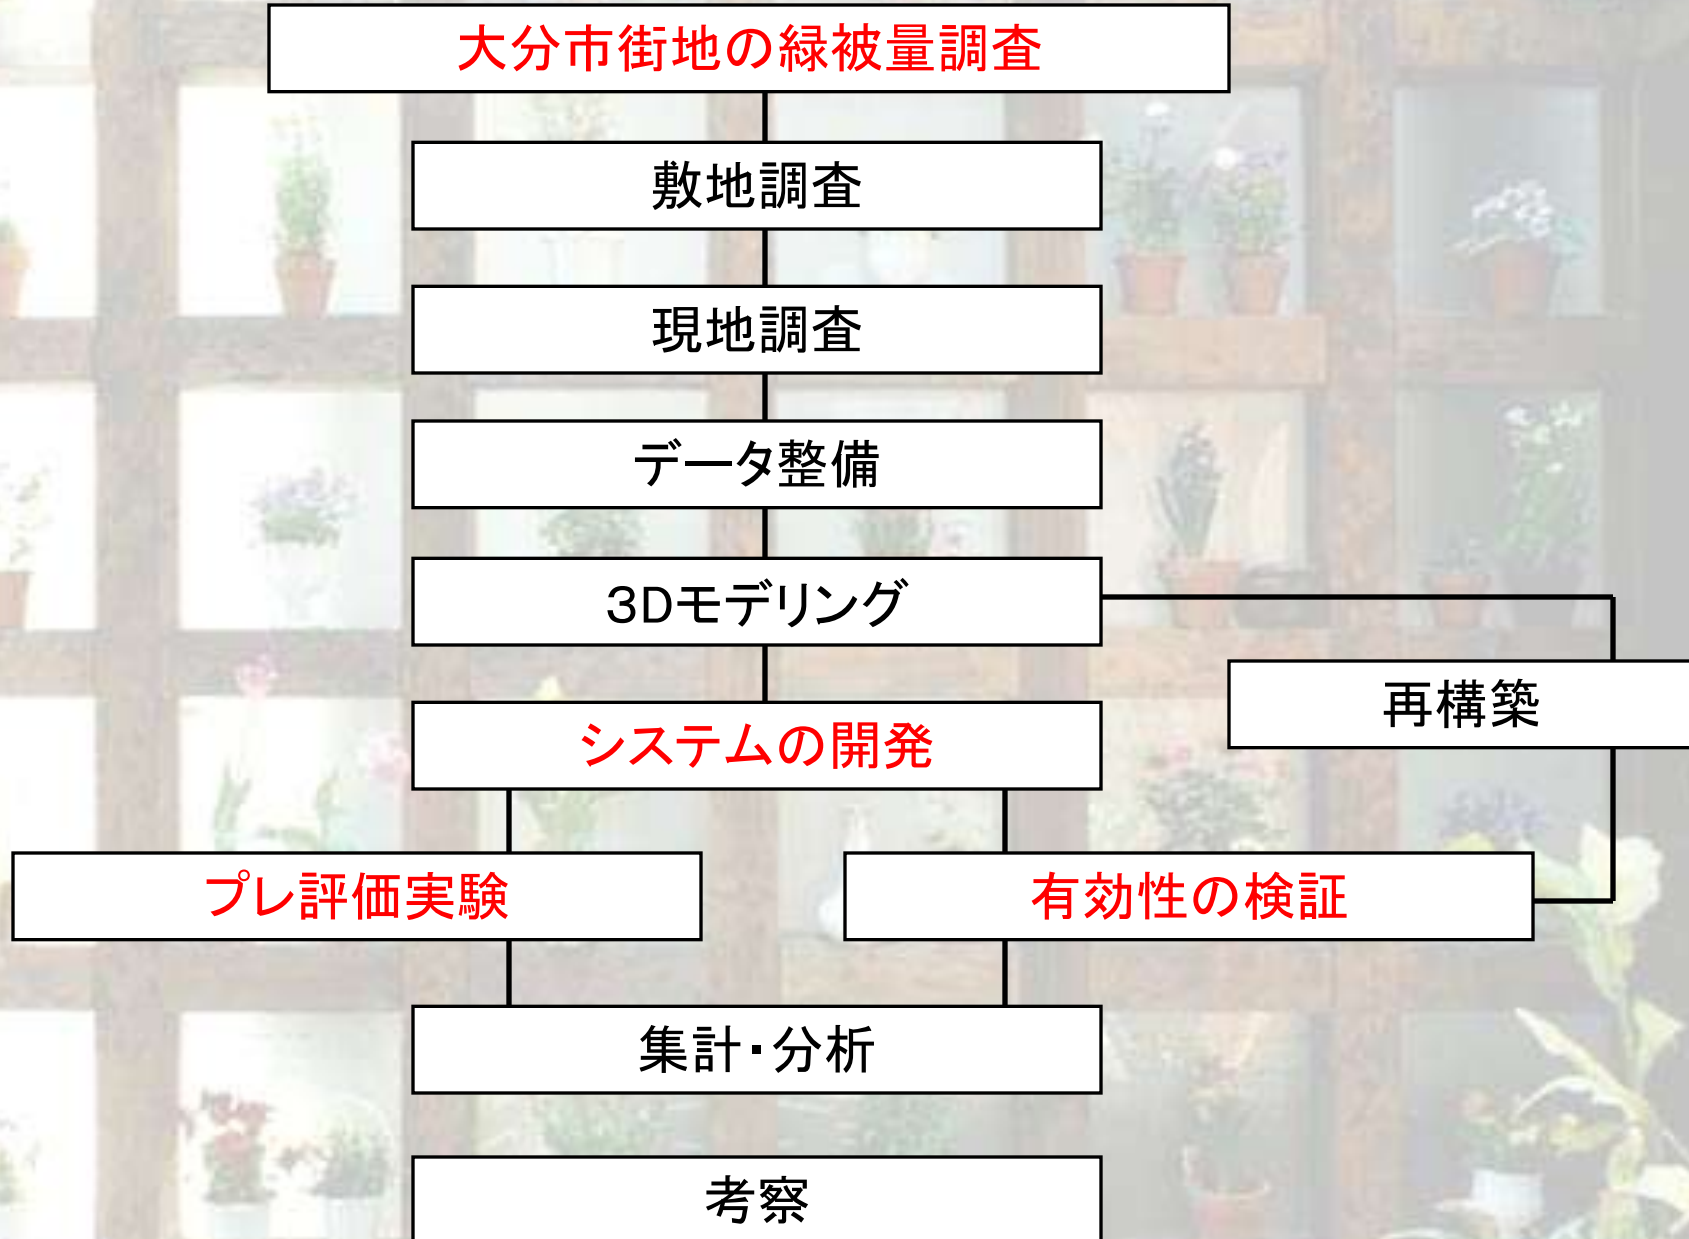 大分市街地の緑被量調査
敷地調査
現地調査
データ整備
3Dモデリング
再構築
システムの開発
プレ評価実験
有効性の検証
集計・分析
考察